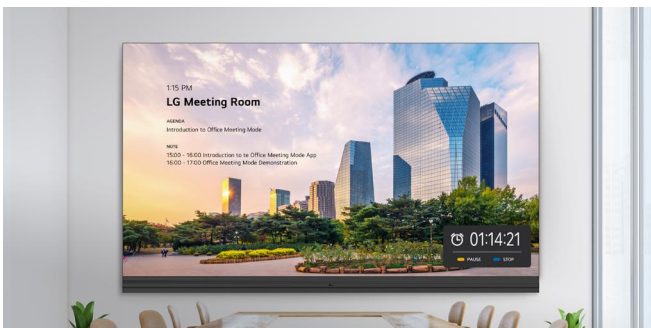 1:15 PM
LG Meeting Room
AGENDA
Introduction to Office Meeting Mode
NOTE
15:00 - 16:00 Introduction to te Office Meeting Mode App
16:00 - 17:00 Office Meeting Mode Demonstration
01:14:21
PAUSE
STOP